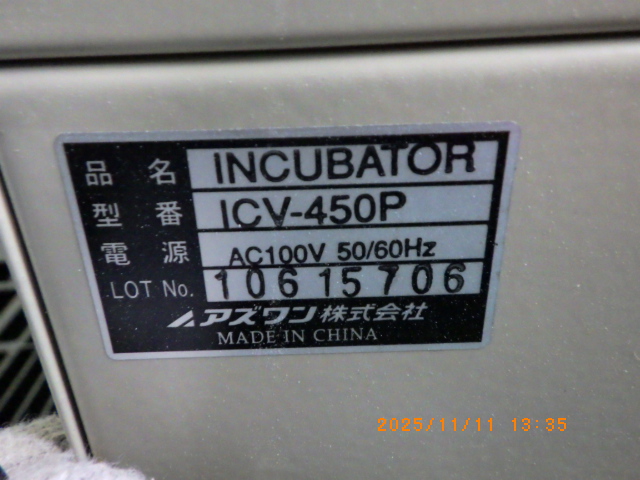 品名 INCUBATOR
型番 ICV-450P
電源 AC100V 50/60Hz
LOT No. 10615706
アズワン株式会社
MADE IN CHINA
2025/11/11 13:35